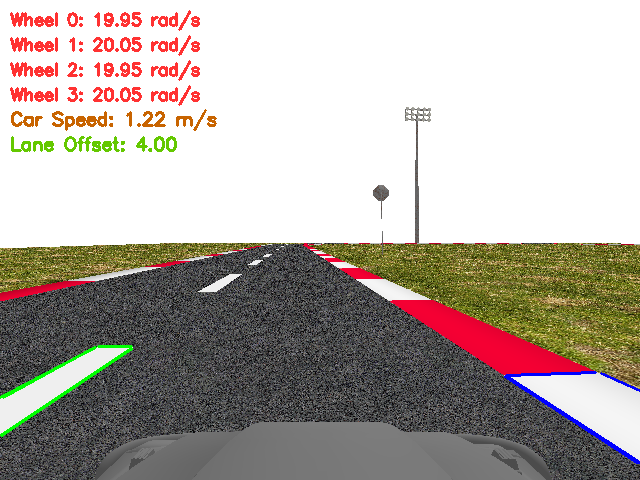 Wheel 0: 19.95 rad/s
Wheel 1: 20.05 rad/s
Wheel 2: 19.95 rad/s
Wheel 3: 20.05 rad/s
Car Speed: 1.22 m/s
Lane Offset: 4.00